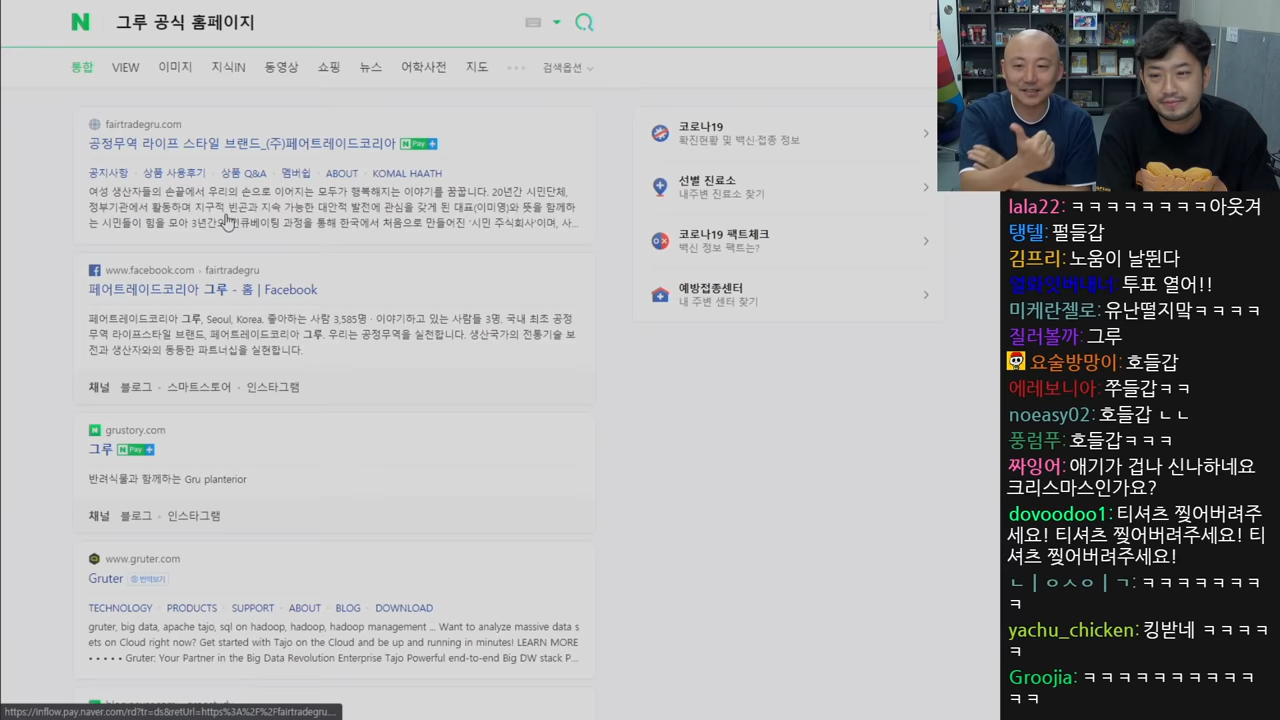 N 그루 공식 홈페이지
통합 VIEW 이미지 지식iN 동영상 쇼핑 뉴스 어학사전 지도 검색옵션
fairtradegru.com
공정무역 라이프 스타일 브랜드_(주)페어트레이드코리아 N Pay +
공지사항 · 상품 사용후기 · 상품 Q&A · 멤버쉽 · ABOUT · KOMAL HAATH
여성 생산자들의 손끝에서 우리의 손으로 이어지는 모두가 행복해지는 이야기를 꿈꿉니다. 20년간 시민단체,
정부기관에서 활동하며 지구적 빈곤과 지속 가능한 대안적 발전에 관심을 갖게 된 대표(이미영)와 뜻을 함께하
는 시민들이 힘을 모아 3년간의 인큐베이팅 과정을 통해 한국에서 처음으로 만들어진 '시민 주식회사'이며, 사...
www.facebook.com › fairtradegru
페어트레이드코리아 그루 - 홈 | Facebook
페어트레이드코리아 그루, Seoul, Korea. 좋아하는 사람 3,585명 · 이야기하고 있는 사람들 3명. 국내 최초 공정
무역 라이프스타일 브랜드, 페어트레이드코리아 그루. 우리는 공정무역을 실천합니다. 생산국가의 전통기술 보
전과 생산자와의 동등한 파트너십을 실현합니다.
채널 블로그 · 스마트스토어 · 인스타그램
grustory.com
그루 N Pay +
반려식물과 함께하는 Gru planterior
채널 블로그 · 인스타그램
www.gruter.com
Gruter 번역보기
TECHNOLOGY · PRODUCTS · SUPPORT · ABOUT · BLOG · DOWNLOAD
gruter, big data, apache tajo, sql on hadoop, hadoop, hadoop management ... Want to analyze massive data s
ets on Cloud right now? Get started with Tajo on the Cloud and be up and running in minutes! LEARN MORE
• • • • • Gruter: Your Partner in the Big Data Revolution Enterprise Tajo Powerful end-to-end Big DW stack P...
https://inflow.pay.naver.com/rd?tr=ds&retUrl=https%3A%2F%2Ffairtradegru....
코로나19
확진현황 및 백신·접종 정보
선별 진료소
내주변 진료소 찾기
코로나19 팩트체크
백신 정보 팩트는?
예방접종센터
내 주변 센터 찾기
lala22: ㅋㅋㅋㅋㅋㅋㅋㅋ아웃겨
탱텔: 펄들갑
김프리: 노움이 날뛴다
투표 열어!!
미케란젤로: 유난떨지맠ㅋㅋㅋㅋ
질러볼까: 그루
요술방망이: 호들갑
에레보니아: 쭈들갑ㅋㅋ
noeasy02: 호들갑 ㄴㄴ
풍럼푸: 호들갑ㅋㅋㅋ
짜잉어: 애기가 겁나 신나하네요
크리스마스인가요?
dovoodoo1: 티셔츠 찢어버려주
세요! 티셔츠 찢어버려주세요! 티
셔츠 찢어버려주세요!
ㄴㅣㅇㅅㅇㅣㄱ: ㅋㅋㅋㅋㅋㅋㅋ
ㅋ
yachu_chicken: 킹받네 ㅋㅋㅋㅋ
ㅋ
Groojia: ㅋㅋㅋㅋㅋㅋㅋㅋㅋㅋ
ㅋㅋ